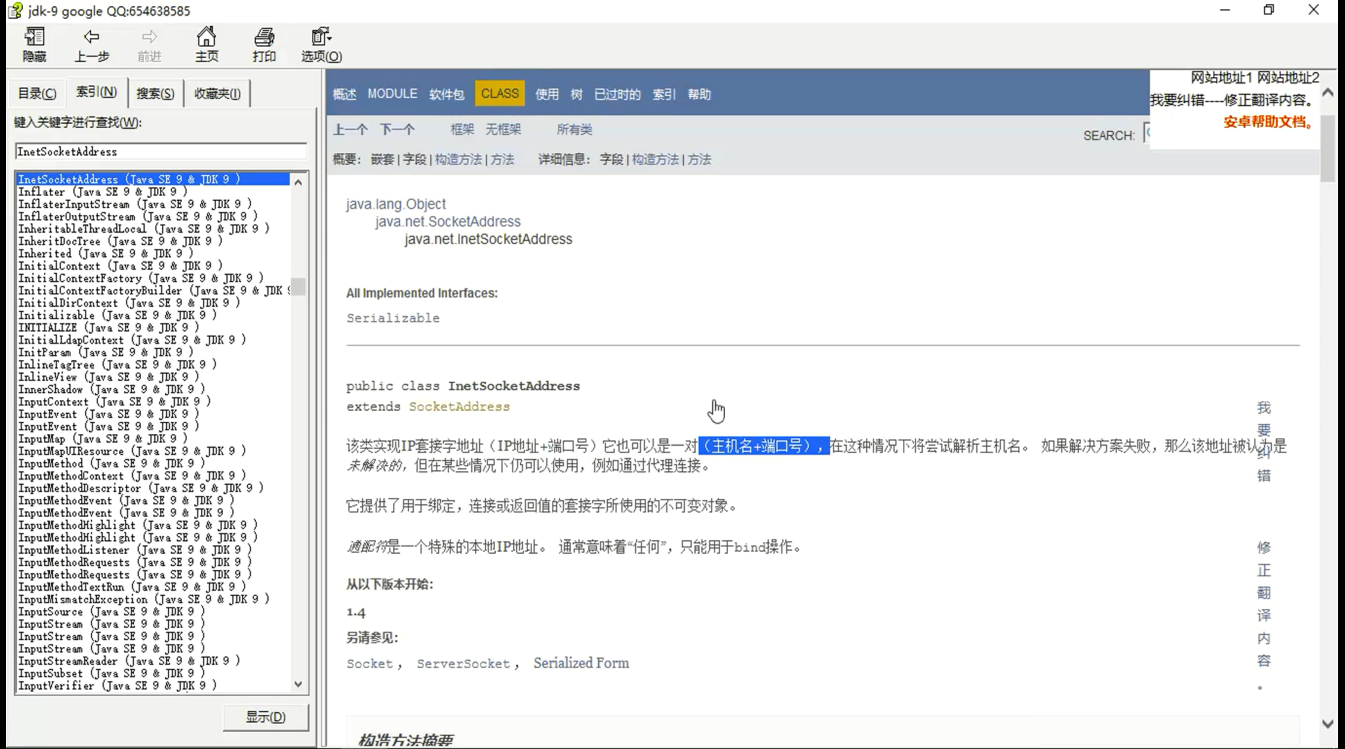 jdk-9 google QQ:654638585
隐藏 上一步 前进 主页 打印 选项(O)
目录(C) 索引(N) 搜索(S) 收藏夹(I)
键入关键字进行查找(W):
InetSocketAddress
InetSocketAddress (Java SE 9 & JDK 9 )
Inflater (Java SE 9 & JDK 9 )
InflaterInputStream (Java SE 9 & JDK 9 )
InflaterOutputStream (Java SE 9 & JDK 9 )
InheritableThreadLocal (Java SE 9 & JDK 9 )
InheritDocTree (Java SE 9 & JDK 9 )
Inherited (Java SE 9 & JDK 9 )
InitialContext (Java SE 9 & JDK 9 )
InitialContextFactory (Java SE 9 & JDK 9 )
InitialContextFactoryBuilder (Java SE 9 & JDK 9
InitialDirContext (Java SE 9 & JDK 9 )
Initializable (Java SE 9 & JDK 9 )
INITIALIZE (Java SE 9 & JDK 9 )
InitialLdapContext (Java SE 9 & JDK 9 )
InitParam (Java SE 9 & JDK 9 )
InlineTagTree (Java SE 9 & JDK 9 )
InlineView (Java SE 9 & JDK 9 )
InnerShadow (Java SE 9 & JDK 9 )
InputContext (Java SE 9 & JDK 9 )
InputEvent (Java SE 9 & JDK 9 )
InputEvent (Java SE 9 & JDK 9 )
InputMap (Java SE 9 & JDK 9 )
InputMapUIResource (Java SE 9 & JDK 9 )
InputMethod (Java SE 9 & JDK 9 )
InputMethodContext (Java SE 9 & JDK 9 )
InputMethodDescriptor (Java SE 9 & JDK 9 )
InputMethodEvent (Java SE 9 & JDK 9 )
InputMethodEvent (Java SE 9 & JDK 9 )
InputMethodHighlight (Java SE 9 & JDK 9 )
InputMethodHighlight (Java SE 9 & JDK 9 )
InputMethodListener (Java SE 9 & JDK 9 )
InputMethodRequests (Java SE 9 & JDK 9 )
InputMethodRequests (Java SE 9 & JDK 9 )
InputMethodTextRun (Java SE 9 & JDK 9 )
InputMismatchException (Java SE 9 & JDK 9 )
InputSource (Java SE 9 & JDK 9 )
InputStream (Java SE 9 & JDK 9 )
InputStream (Java SE 9 & JDK 9 )
InputStream (Java SE 9 & JDK 9 )
InputStreamReader (Java SE 9 & JDK 9 )
InputSubset (Java SE 9 & JDK 9 )
InputVerifier (Java SE 9 & JDK 9 )
显示(D)
概述 MODULE 软件包 CLASS 使用 树 已过时的 索引 帮助
网站地址1 网站地址2
我要纠错----修正翻译内容。
安卓帮助文档。
上一个 下一个 框架 无框架 所有类
SEARCH:
概要: 嵌套 | 字段 | 构造方法 | 方法 详细信息: 字段 | 构造方法 | 方法
java.lang.Object
java.net.SocketAddress
java.net.InetSocketAddress
All Implemented Interfaces:
Serializable
public class InetSocketAddress
extends SocketAddress
该类实现IP套接字地址（IP地址+端口号）它也可以是一对（主机名+端口号），在这种情况下将尝试解析主机名。 如果解决方案失败，那么该地址被认为是
未解决的，但在某些情况下仍可以使用，例如通过代理连接。
它提供了用于绑定，连接或返回值的套接字所使用的不可变对象。
通配符是一个特殊的本地IP地址。 通常意味着“任何”，只能用于bind操作。
从以下版本开始:
1.4
另请参见:
Socket ， ServerSocket ， Serialized Form
构造方法摘要
我
要
纠
错
修
正
翻
译
内
容
。